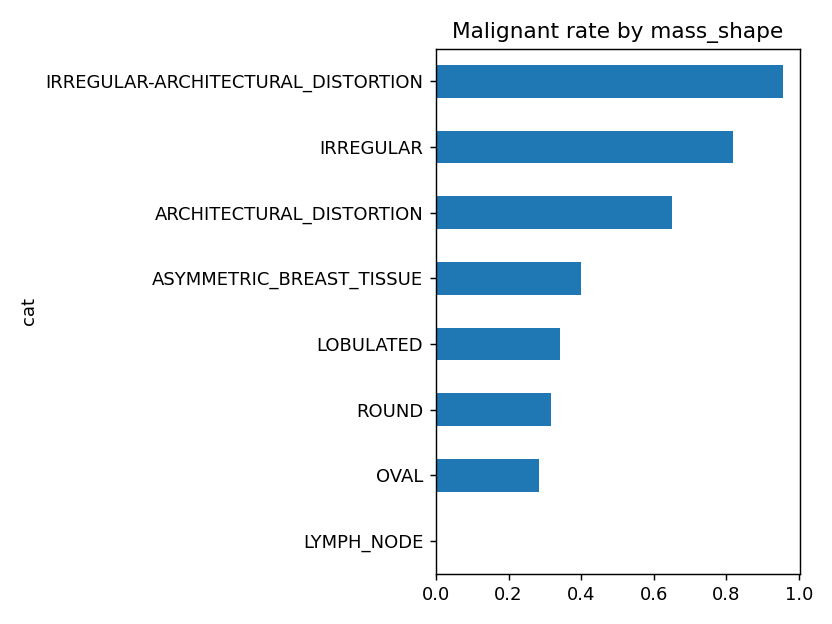 Malignant rate by mass_shape
IRREGULAR-ARCHITECTURAL_DISTORTION
IRREGULAR
ARCHITECTURAL_DISTORTION
ASYMMETRIC_BREAST_TISSUE
cat
LOBULATED
ROUND
OVAL
LYMPH_NODE
0.0 0.2 0.4 0.6 0.8 1.0